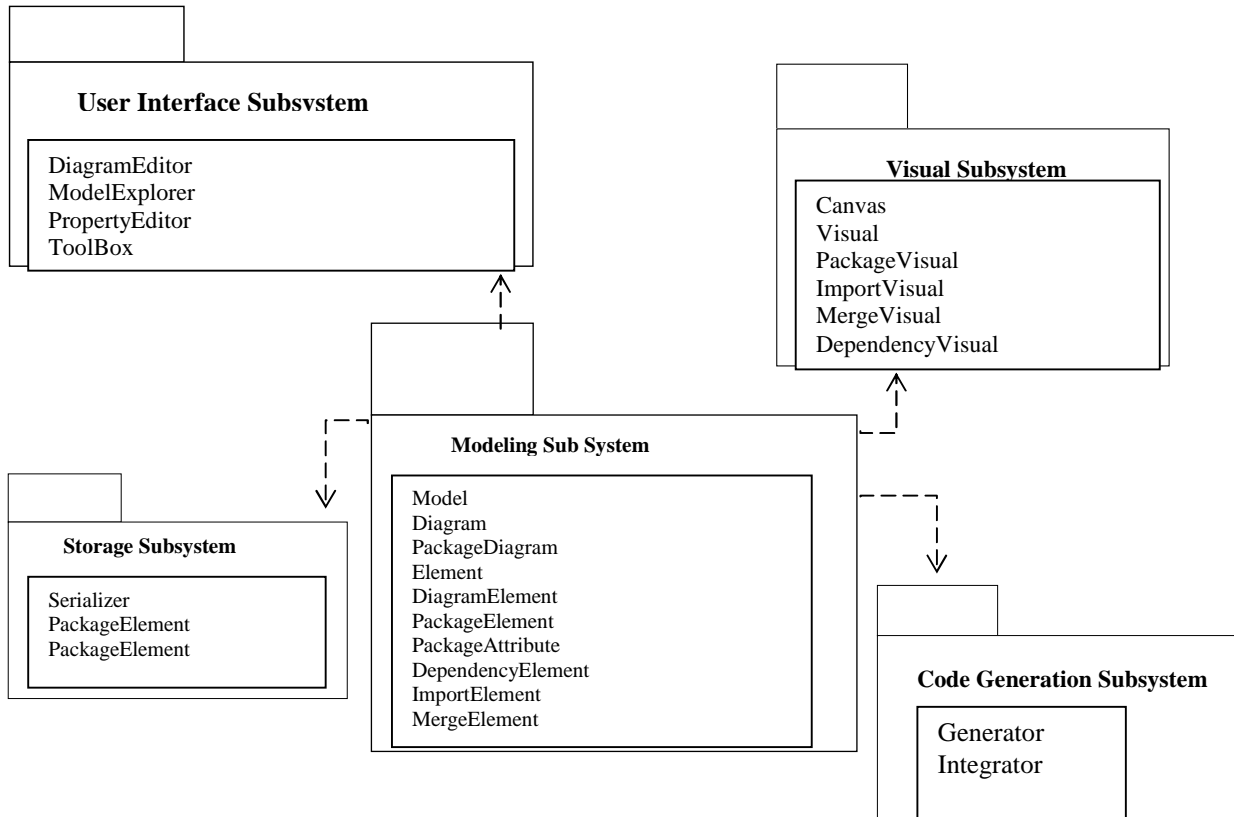 User Interface Subsystem
DiagramEditor
ModelExplorer
PropertyEditor
ToolBox
Visual Subsystem
Canvas
Visual
PackageVisual
ImportVisual
MergeVisual
DependencyVisual
Modeling Sub System
Model
Diagram
PackageDiagram
Element
DiagramElement
PackageElement
PackageAttribute
DependencyElement
ImportElement
MergeElement
Storage Subsystem
Serializer
PackageElement
PackageElement
Code Generation Subsystem
Generator
Integrator